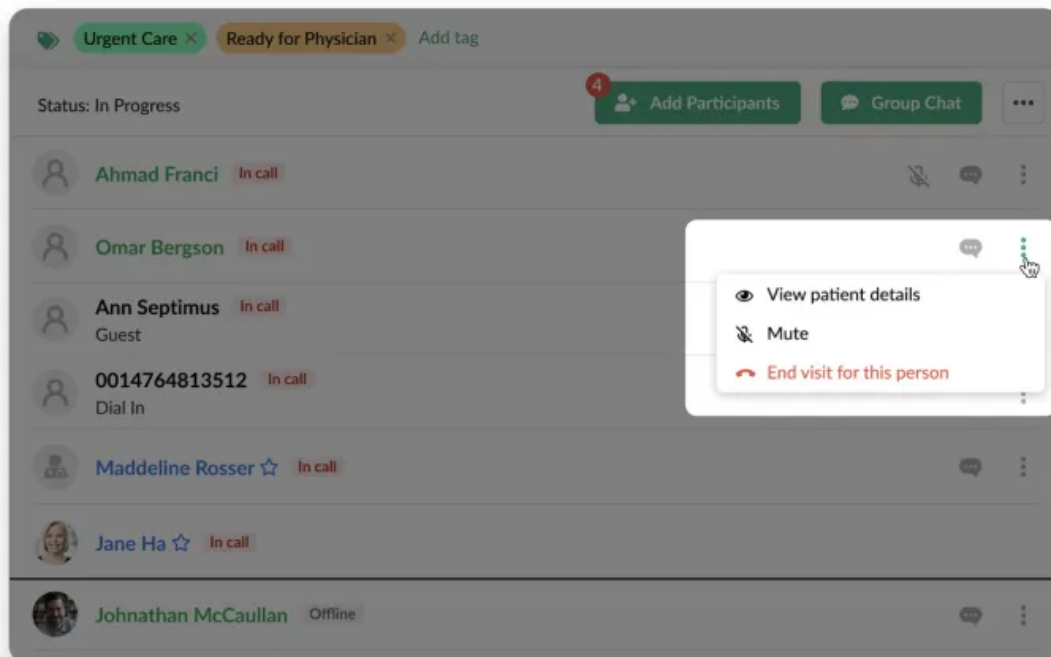 Urgent Care × Ready for Physician × Add tag
Status: In Progress
4
Add Participants
Group Chat
Ahmad Franci In call
Omar Bergson In call
View patient details
Ann Septimus In call
Guest
Mute
0014764813512 In call
End visit for this person
Dial In
Maddeline Rosser In call
Jane Ha In call
Johnathan McCaullan Offline